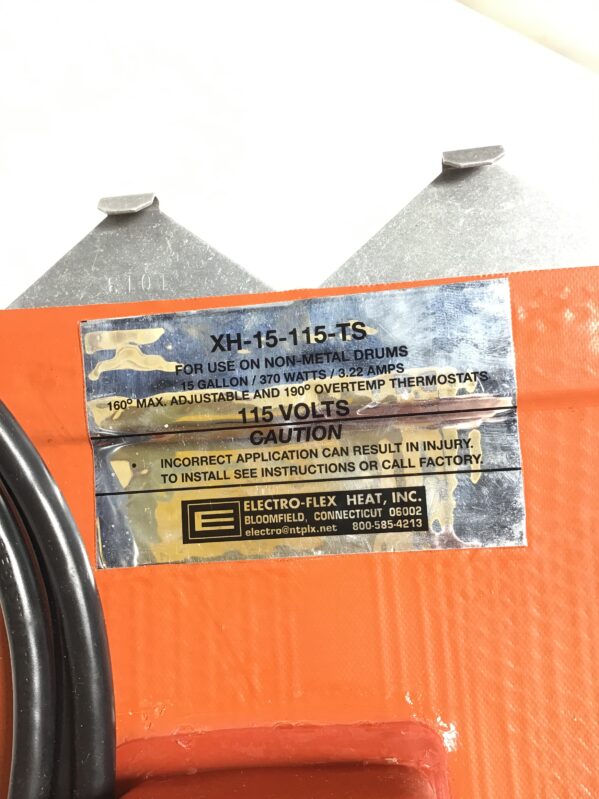 XH-15-115-TS
FOR USE ON NON-METAL DRUMS
15 GALLON / 370 WATTS / 3.22 AMPS
160º MAX. ADJUSTABLE AND 190º OVERTEMP THERMOSTATS
115 VOLTS
CAUTION
INCORRECT APPLICATION CAN RESULT IN INJURY.
TO INSTALL SEE INSTRUCTIONS OR CALL FACTORY.
E ELECTRO-FLEX HEAT, INC.
BLOOMFIELD, CONNECTICUT 06002
electro@ntplx.net 800-585-4213